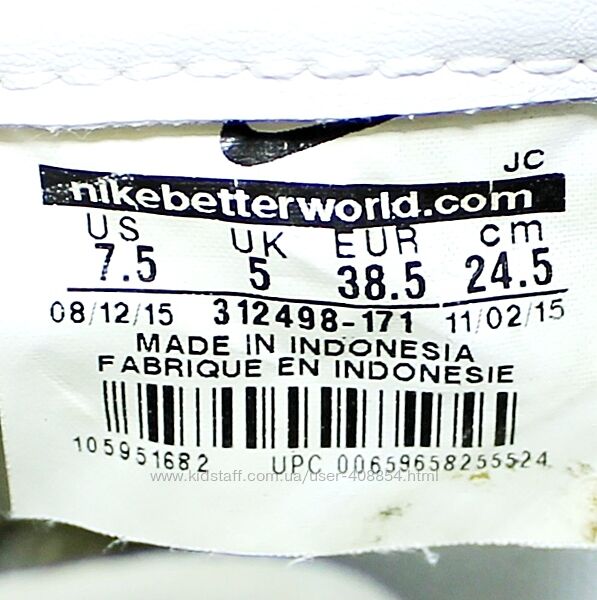 JC
nikebetterworld.com
US UK EUR cm
7.5 5 38.5 24.5
08/12/15 312498-171 11/02/15
MADE IN INDONESIA
FABRIQUE EN INDONESIE
105951682 UPC 00659658255524
www.kidstaff.com.ua/user-408854.html